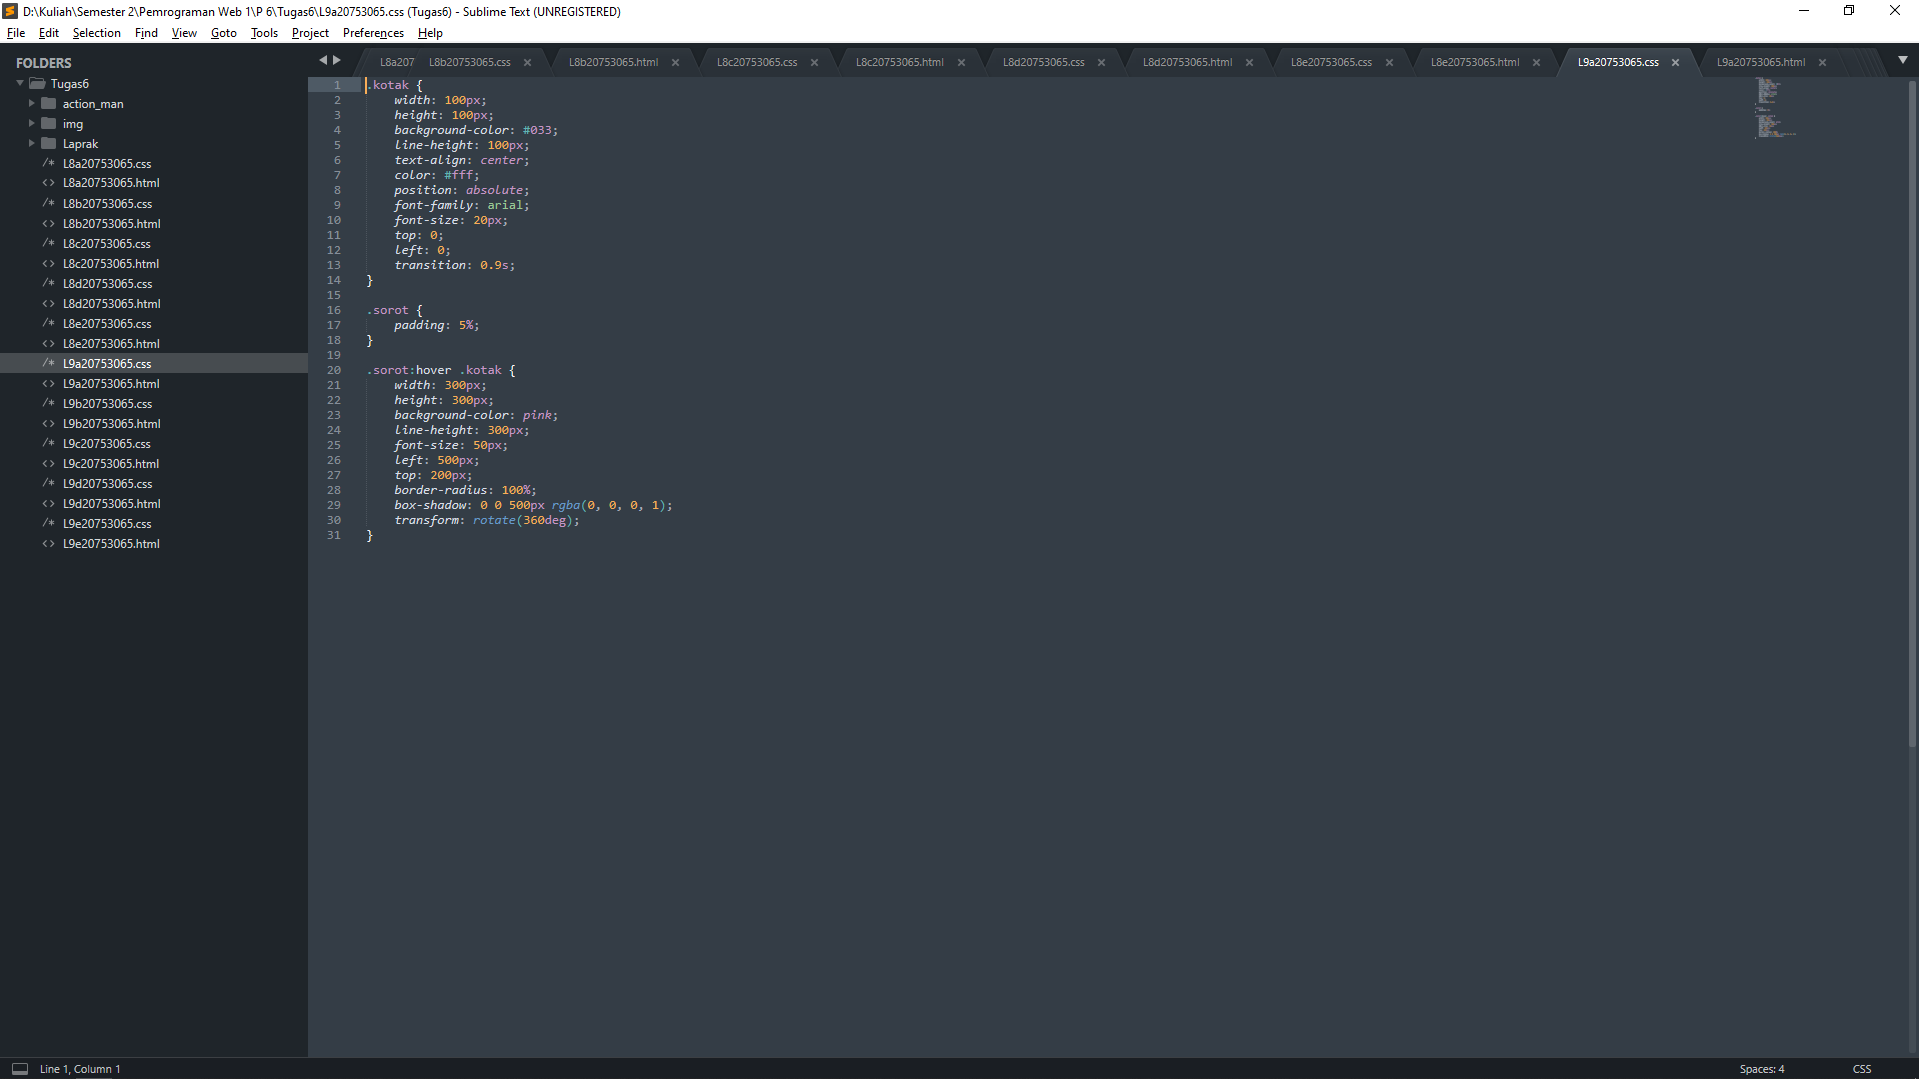 D:\Kuliah\Semester 2\Pemrograman Web 1\P 6\Tugas6\L9a20753065.css (Tugas6) - Sublime Text (UNREGISTERED)
File Edit Selection Find View Goto Tools Project Preferences Help
FOLDERS
Tugas6
action_man
img
Laprak
/* L8a20753065.css
<> L8a20753065.html
/* L8b20753065.css
<> L8b20753065.html
/* L8c20753065.css
<> L8c20753065.html
/* L8d20753065.css
<> L8d20753065.html
/* L8e20753065.css
<> L8e20753065.html
/* L9a20753065.css
<> L9a20753065.html
/* L9b20753065.css
<> L9b20753065.html
/* L9c20753065.css
<> L9c20753065.html
/* L9d20753065.css
<> L9d20753065.html
/* L9e20753065.css
<> L9e20753065.html
L8a207 L8b20753065.css L8b20753065.html L8c20753065.css L8c20753065.html L8d20753065.css L8d20753065.html L8e20753065.css L8e20753065.html L9a20753065.css L9a20753065.html
1 .kotak {
2 width: 100px;
3 height: 100px;
4 background-color: #033;
5 line-height: 100px;
6 text-align: center;
7 color: #fff;
8 position: absolute;
9 font-family: arial;
10 font-size: 20px;
11 top: 0;
12 left: 0;
13 transition: 0.9s;
14 }
15
16 .sorot {
17 padding: 5%;
18 }
19
20 .sorot:hover .kotak {
21 width: 300px;
22 height: 300px;
23 background-color: pink;
24 line-height: 300px;
25 font-size: 50px;
26 left: 500px;
27 top: 200px;
28 border-radius: 100%;
29 box-shadow: 0 0 500px rgba(0, 0, 0, 1);
30 transform: rotate(360deg);
31 }
Line 1, Column 1
Spaces: 4
CSS